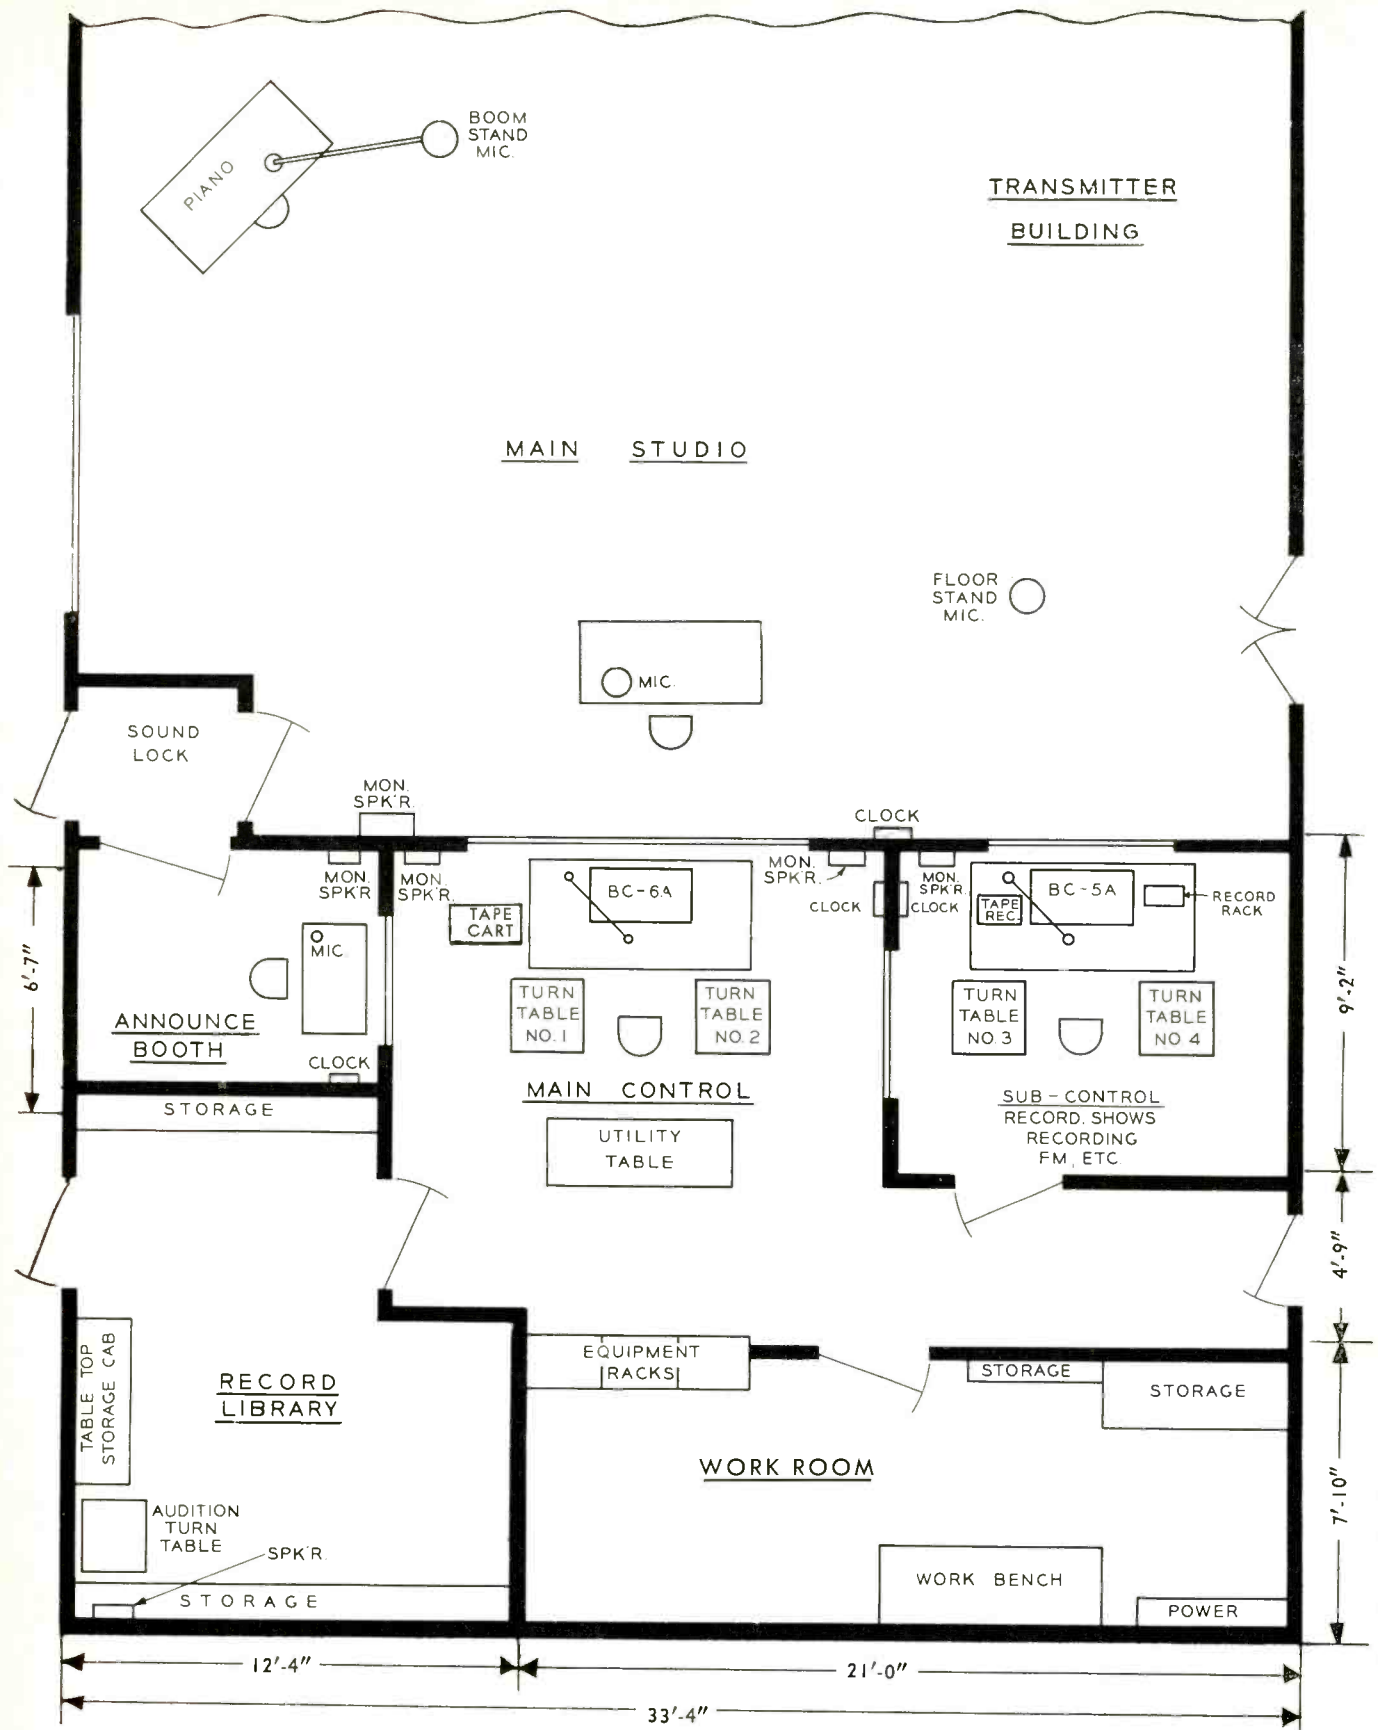 BOOM
STAND
MIC.
PIANO
TRANSMITTER
BUILDING
MAIN STUDIO
FLOOR
STAND
MIC.
MIC.
SOUND
LOCK
MON.
SPK'R.
CLOCK
MON.
SPK'R
MON.
SPK'R.
MON.
SPK'R.
MON.
SPK'R.
CLOCK
CLOCK
BC-6A
TAPE
CART
BC-5A
TAPE
REC.
RECORD
RACK
MIC.
6'-7"
9'-2"
TURN
TABLE
NO. 1
TURN
TABLE
NO. 2
TURN
TABLE
NO. 3
TURN
TABLE
NO. 4
ANNOUNCE
BOOTH
CLOCK
MAIN CONTROL
SUB-CONTROL
RECORD. SHOWS
RECORDING
FM, ETC.
STORAGE
UTILITY
TABLE
4'-9"
EQUIPMENT
RACKS
STORAGE
STORAGE
TABLE TOP
STORAGE CAB
RECORD
LIBRARY
WORK ROOM
7'-10"
AUDITION
TURN
TABLE
SPK'R.
STORAGE
WORK BENCH
POWER
12'-4"
21'-0"
33'-4"